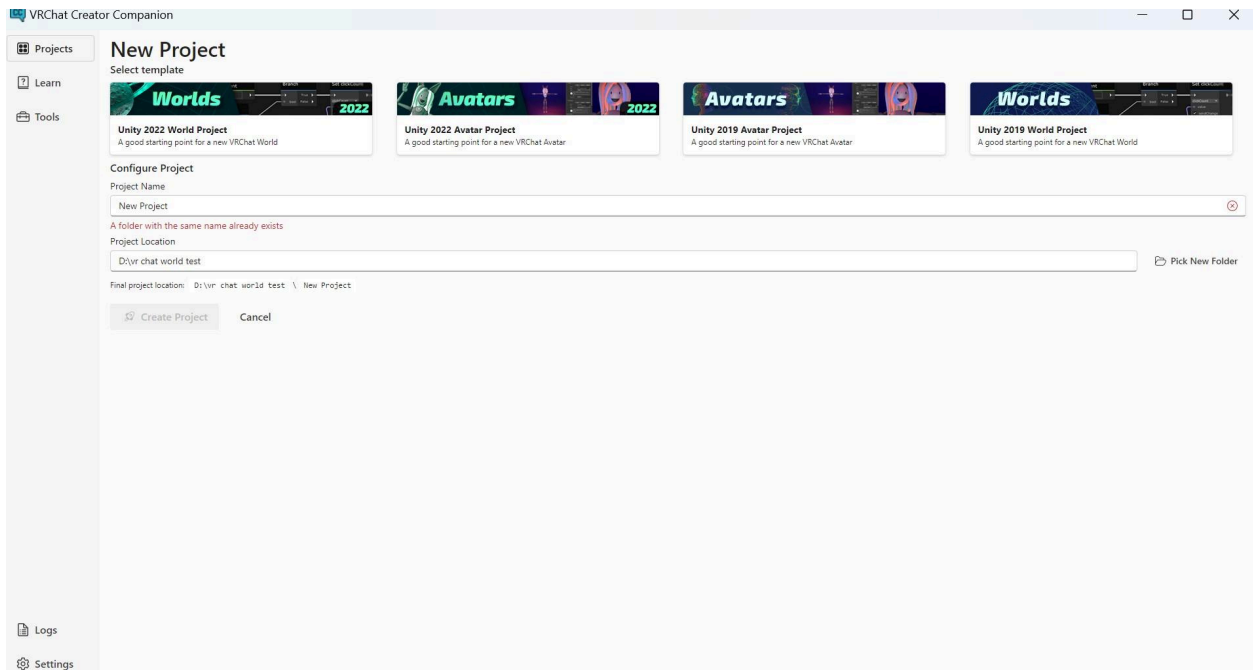 VRChat Creator Companion
Projects
Learn
Tools
New Project
Select template
Worlds 2022
Avatars 2022
Avatars
Worlds
Unity 2022 World Project
A good starting point for a new VRChat World
Unity 2022 Avatar Project
A good starting point for a new VRChat Avatar
Unity 2019 Avatar Project
A good starting point for a new VRChat Avatar
Unity 2019 World Project
A good starting point for a new VRChat World
Configure Project
Project Name
New Project
A folder with the same name already exists
Project Location
D:\vr chat world test
Pick New Folder
Final project location: D:\vr chat world test \ New Project
Create Project
Cancel
Logs
Settings